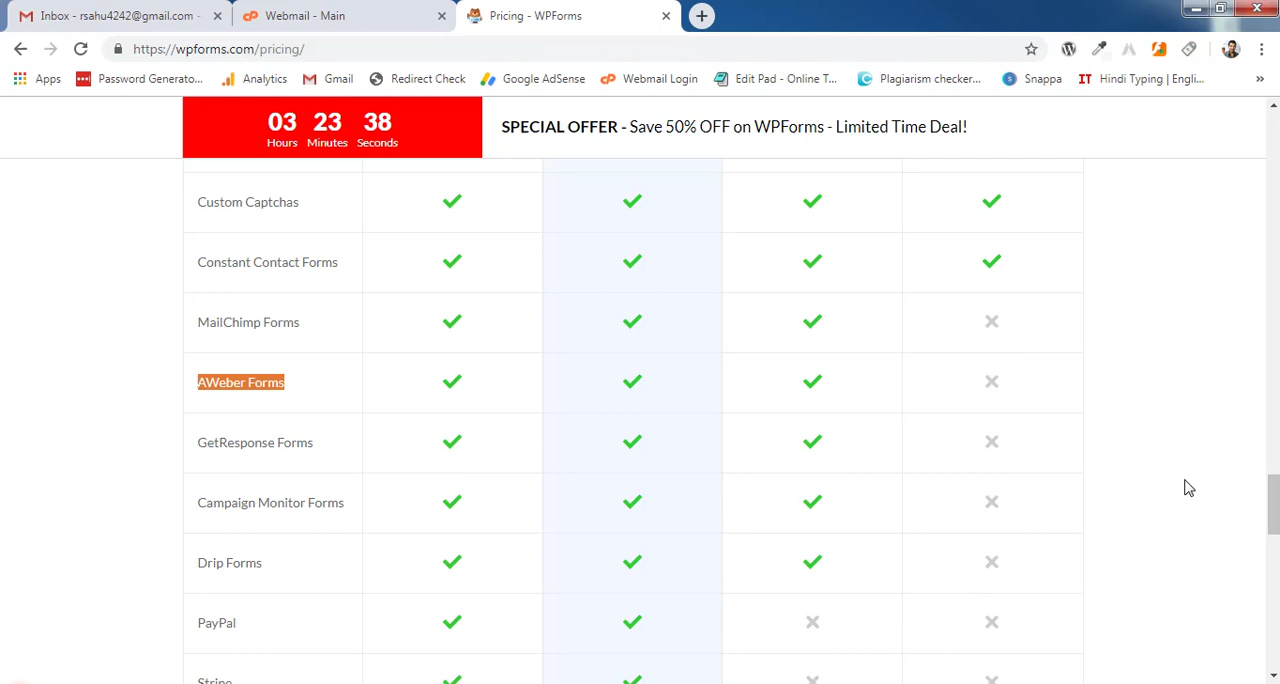 Inbox - rsahu4242@gmail.com -
Webmail - Main
Pricing - WPForms
https://wpforms.com/pricing/
Apps
Password Generato...
Analytics
Gmail
Redirect Check
Google AdSense
Webmail Login
Edit Pad - Online T...
Plagiarism checker...
Snappa
Hindi Typing | Engli...
03 23 38
Hours Minutes Seconds
SPECIAL OFFER - Save 50% OFF on WPForms - Limited Time Deal!
Custom Captchas
Constant Contact Forms
MailChimp Forms
AWeber Forms
GetResponse Forms
Campaign Monitor Forms
Drip Forms
PayPal
Stripe